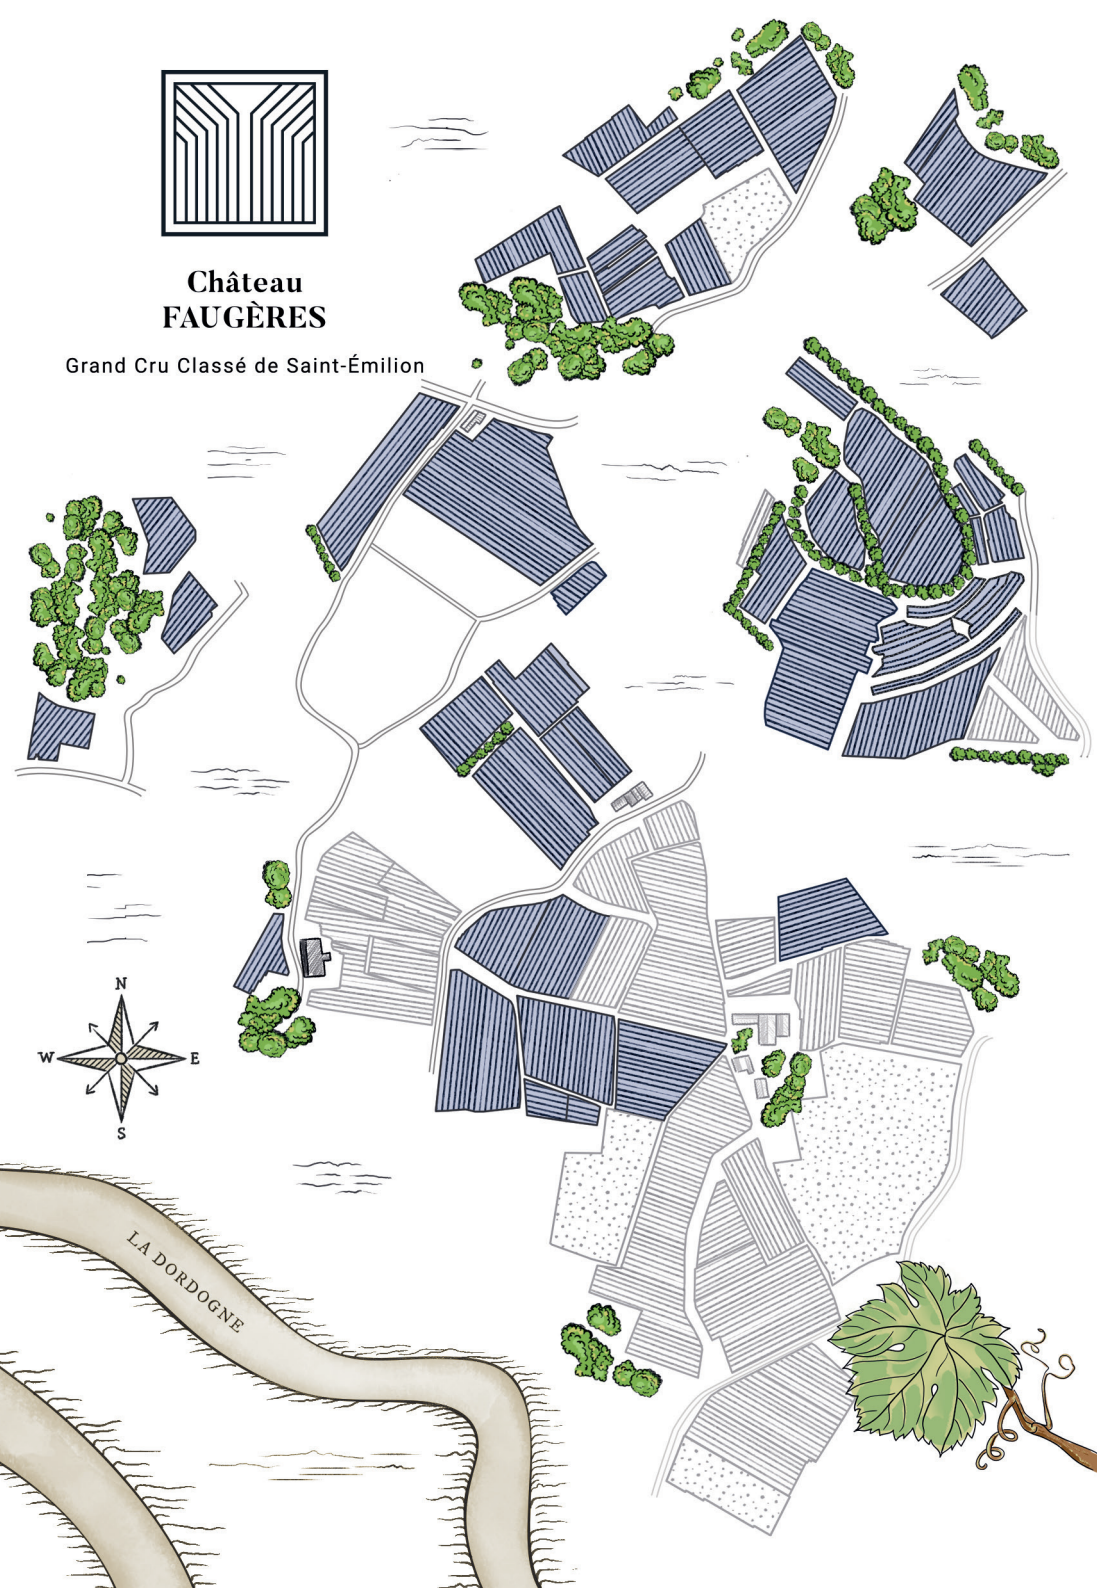 Château
FAUGÈRES
Grand Cru Classé de Saint-Émilion
N
W
E
S
LA DORDOGNE